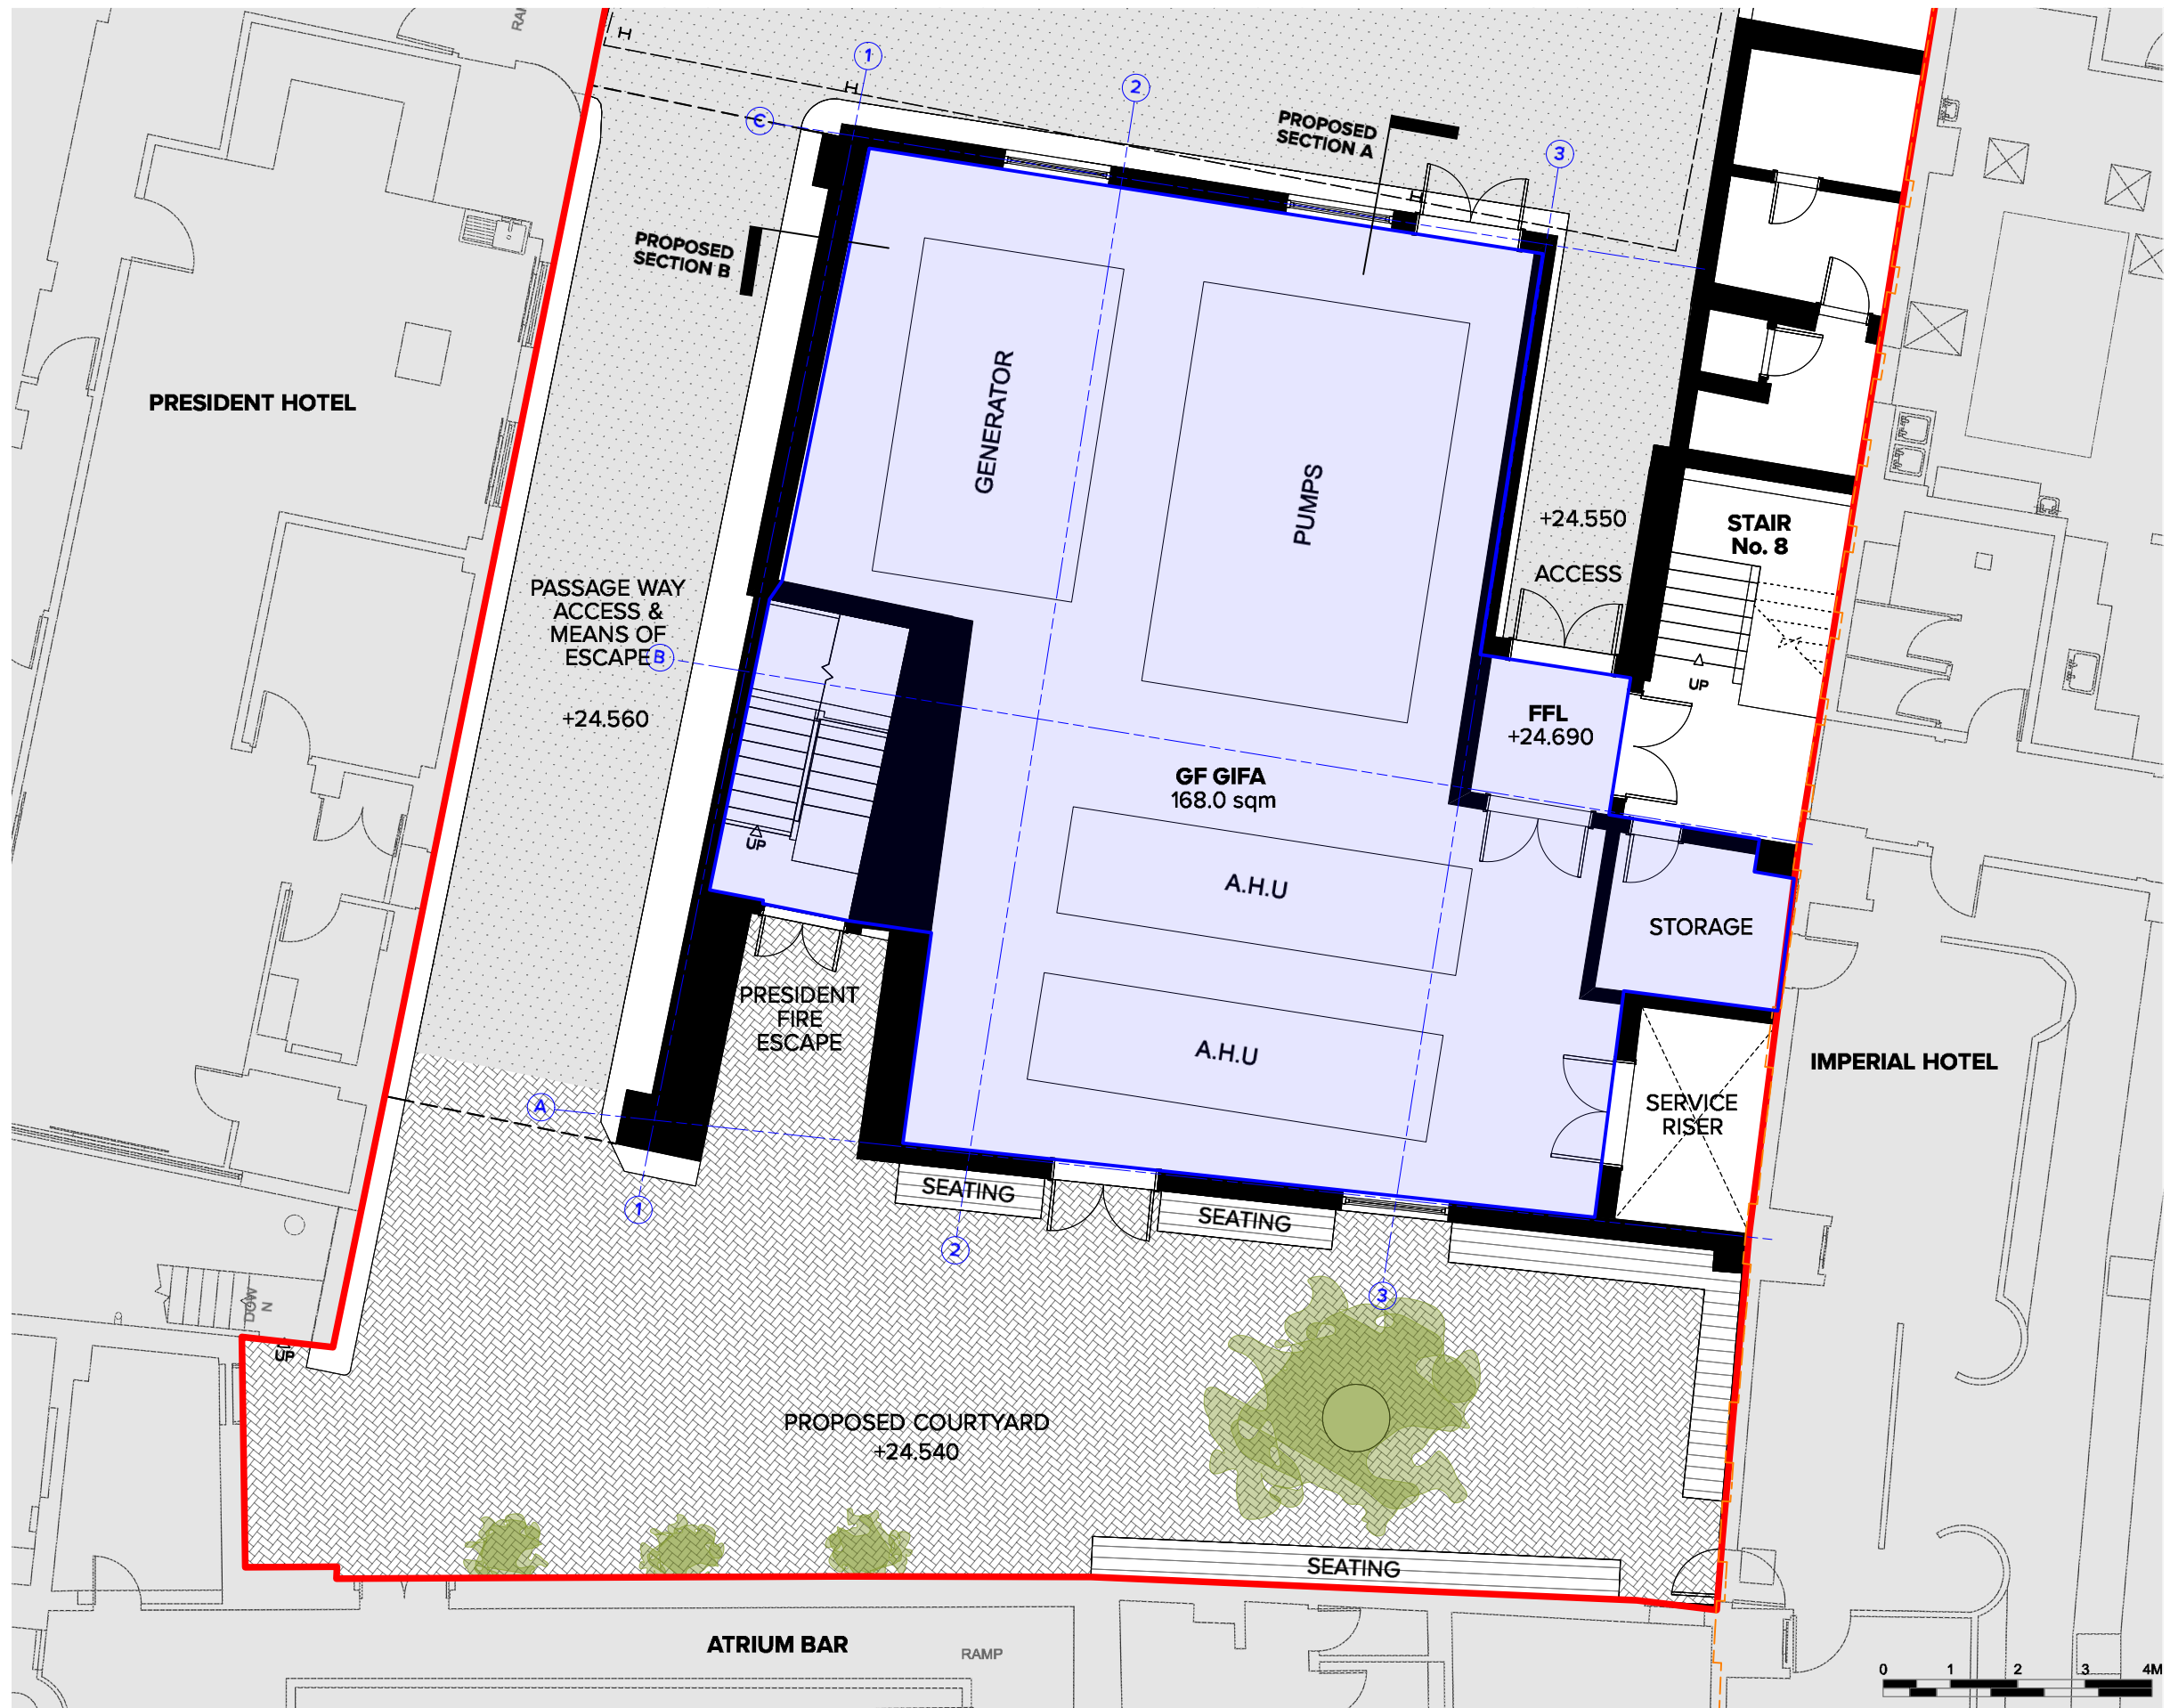 RAMP
H
1
H
2
C
PROPOSED
SECTION A
3
H
PROPOSED
SECTION B
GENERATOR
PUMPS
PRESIDENT HOTEL
+24.550
ACCESS
STAIR
No. 8
UP
PASSAGE WAY
ACCESS &
MEANS OF
ESCAPE
B
+24.560
FFL
+24.690
GF GIFA
168.0 sqm
UP
A.H.U
STORAGE
PRESIDENT
FIRE
ESCAPE
A.H.U
IMPERIAL HOTEL
SERVICE
RISER
A
SEATING
SEATING
1
2
3
DOW
N
UP
PROPOSED COURTYARD
+24.540
SEATING
ATRIUM BAR
RAMP
0 1 2 3 4M